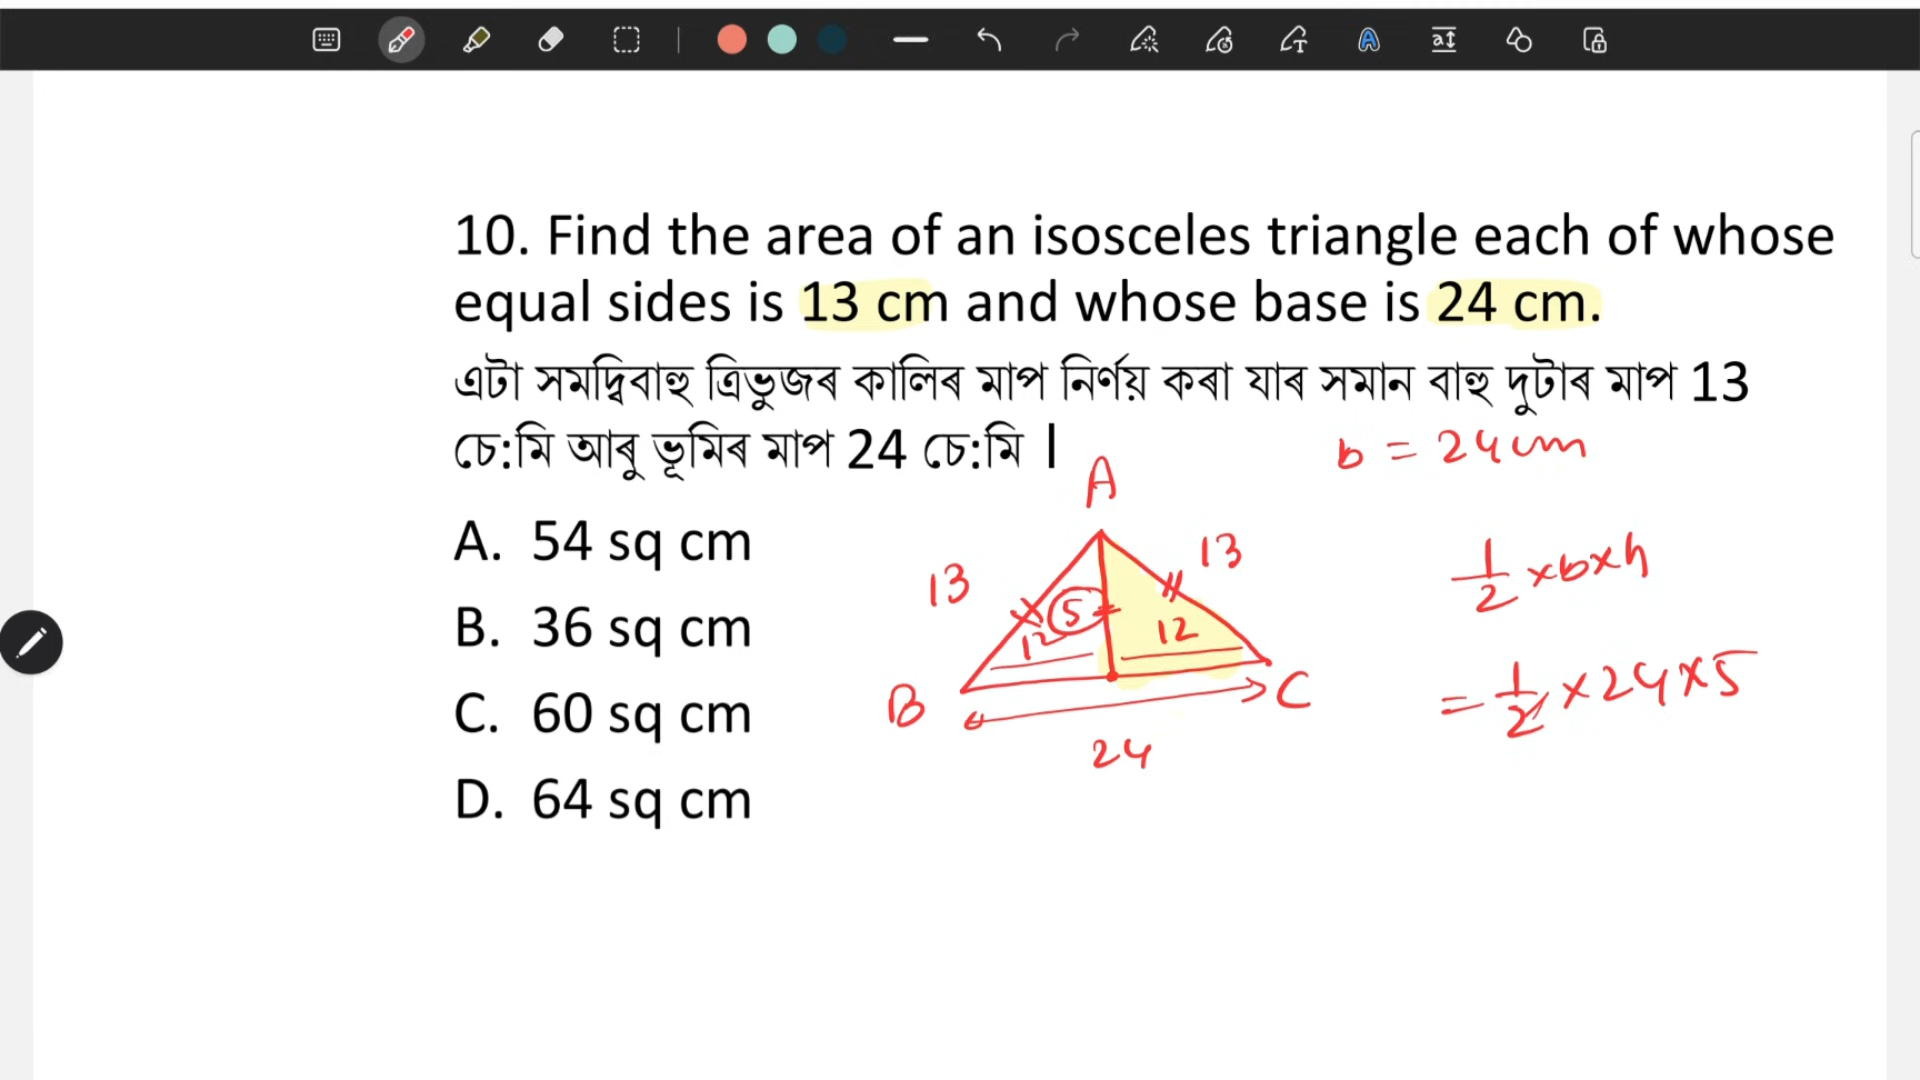 10. Find the area of an isosceles triangle each of whose
equal sides is 13 cm and whose base is 24 cm.
এটা সমদ্বিবাহু ত্ৰিভুজৰ কালিৰ মাপ নিৰ্ণয় কৰা যাৰ সমান বাহু দুটাৰ মাপ 13
চে:মি আৰু ভূমিৰ মাপ 24 চে:মি |
b = 24cm
A
A. 54 sq cm
13
13
1/2 × b × h
5
12
12
B. 36 sq cm
= 1/2 × 24 × 5
B
C
C. 60 sq cm
24
D. 64 sq cm